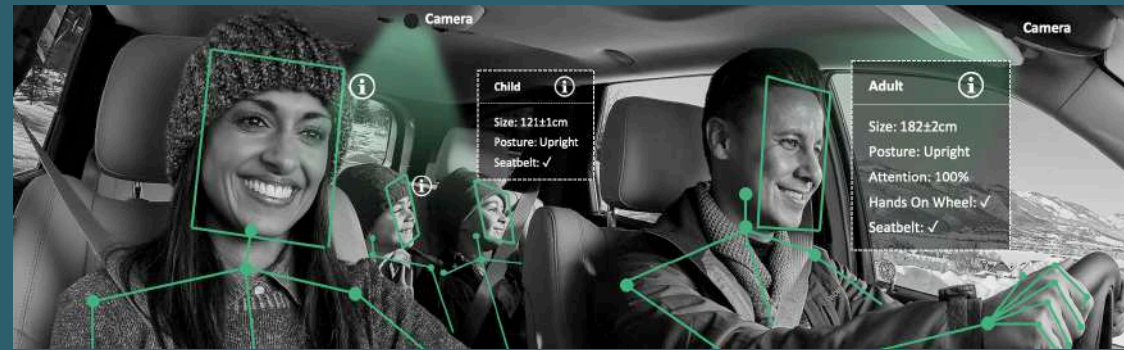 Camera
Camera
Child
Size: 121±1cm
Posture: Upright
Seatbelt: ✓
Adult
Size: 182±2cm
Posture: Upright
Attention: 100%
Hands On Wheel: ✓
Seatbelt: ✓